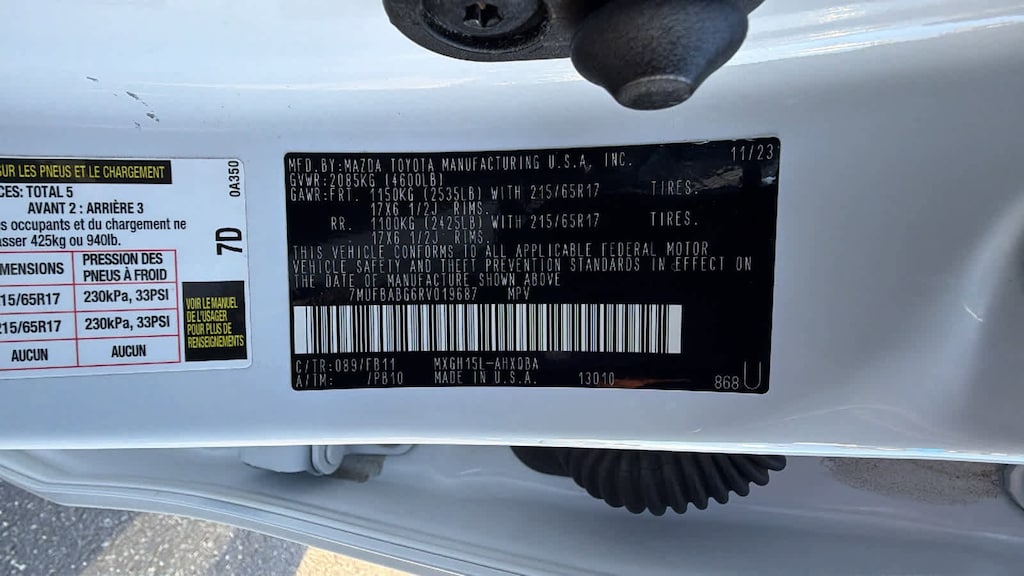 SUR LES PNEUS ET LE CHARGEMENT
TOTAL 5
AVANT 2 : ARRIÈRE 3
occupants et du chargement ne
425kg ou 940lb.
PRESSION DES
PNEUS À FROID
15/65R17 230kPa, 33PSI
215/65R17 230kPa, 33PSI
AUCUN AUCUN
0A350
7D
VOIR LE MANUEL
DE L'USAGER
POUR PLUS DE
RENSEIGNEMENTS
MFD.BY:MAZDA TOYOTA MANUFACTURING U.S.A, INC. 11/23
GVWR:2085KG (4600LB)
GAWR:FRT. 1150KG (2535LB) WITH 215/65R17 TIRES.
17X6 1/2J RIMS.
RR. 1100KG (2425LB) WITH 215/65R17 TIRES.
17X6 1/2J RIMS.
THIS VEHICLE CONFORMS TO ALL APPLICABLE FEDERAL MOTOR
VEHICLE SAFETY AND THEFT PREVENTION STANDARDS IN EFFECT ON
THE DATE OF MANUFACTURE SHOWN ABOVE
7MUFBABG6RV019687 MPV
C/TR:089/FB11 MXGH15L-AHXQBA
A/TM: /PB10 MADE IN U.S.A. 13010 868 U